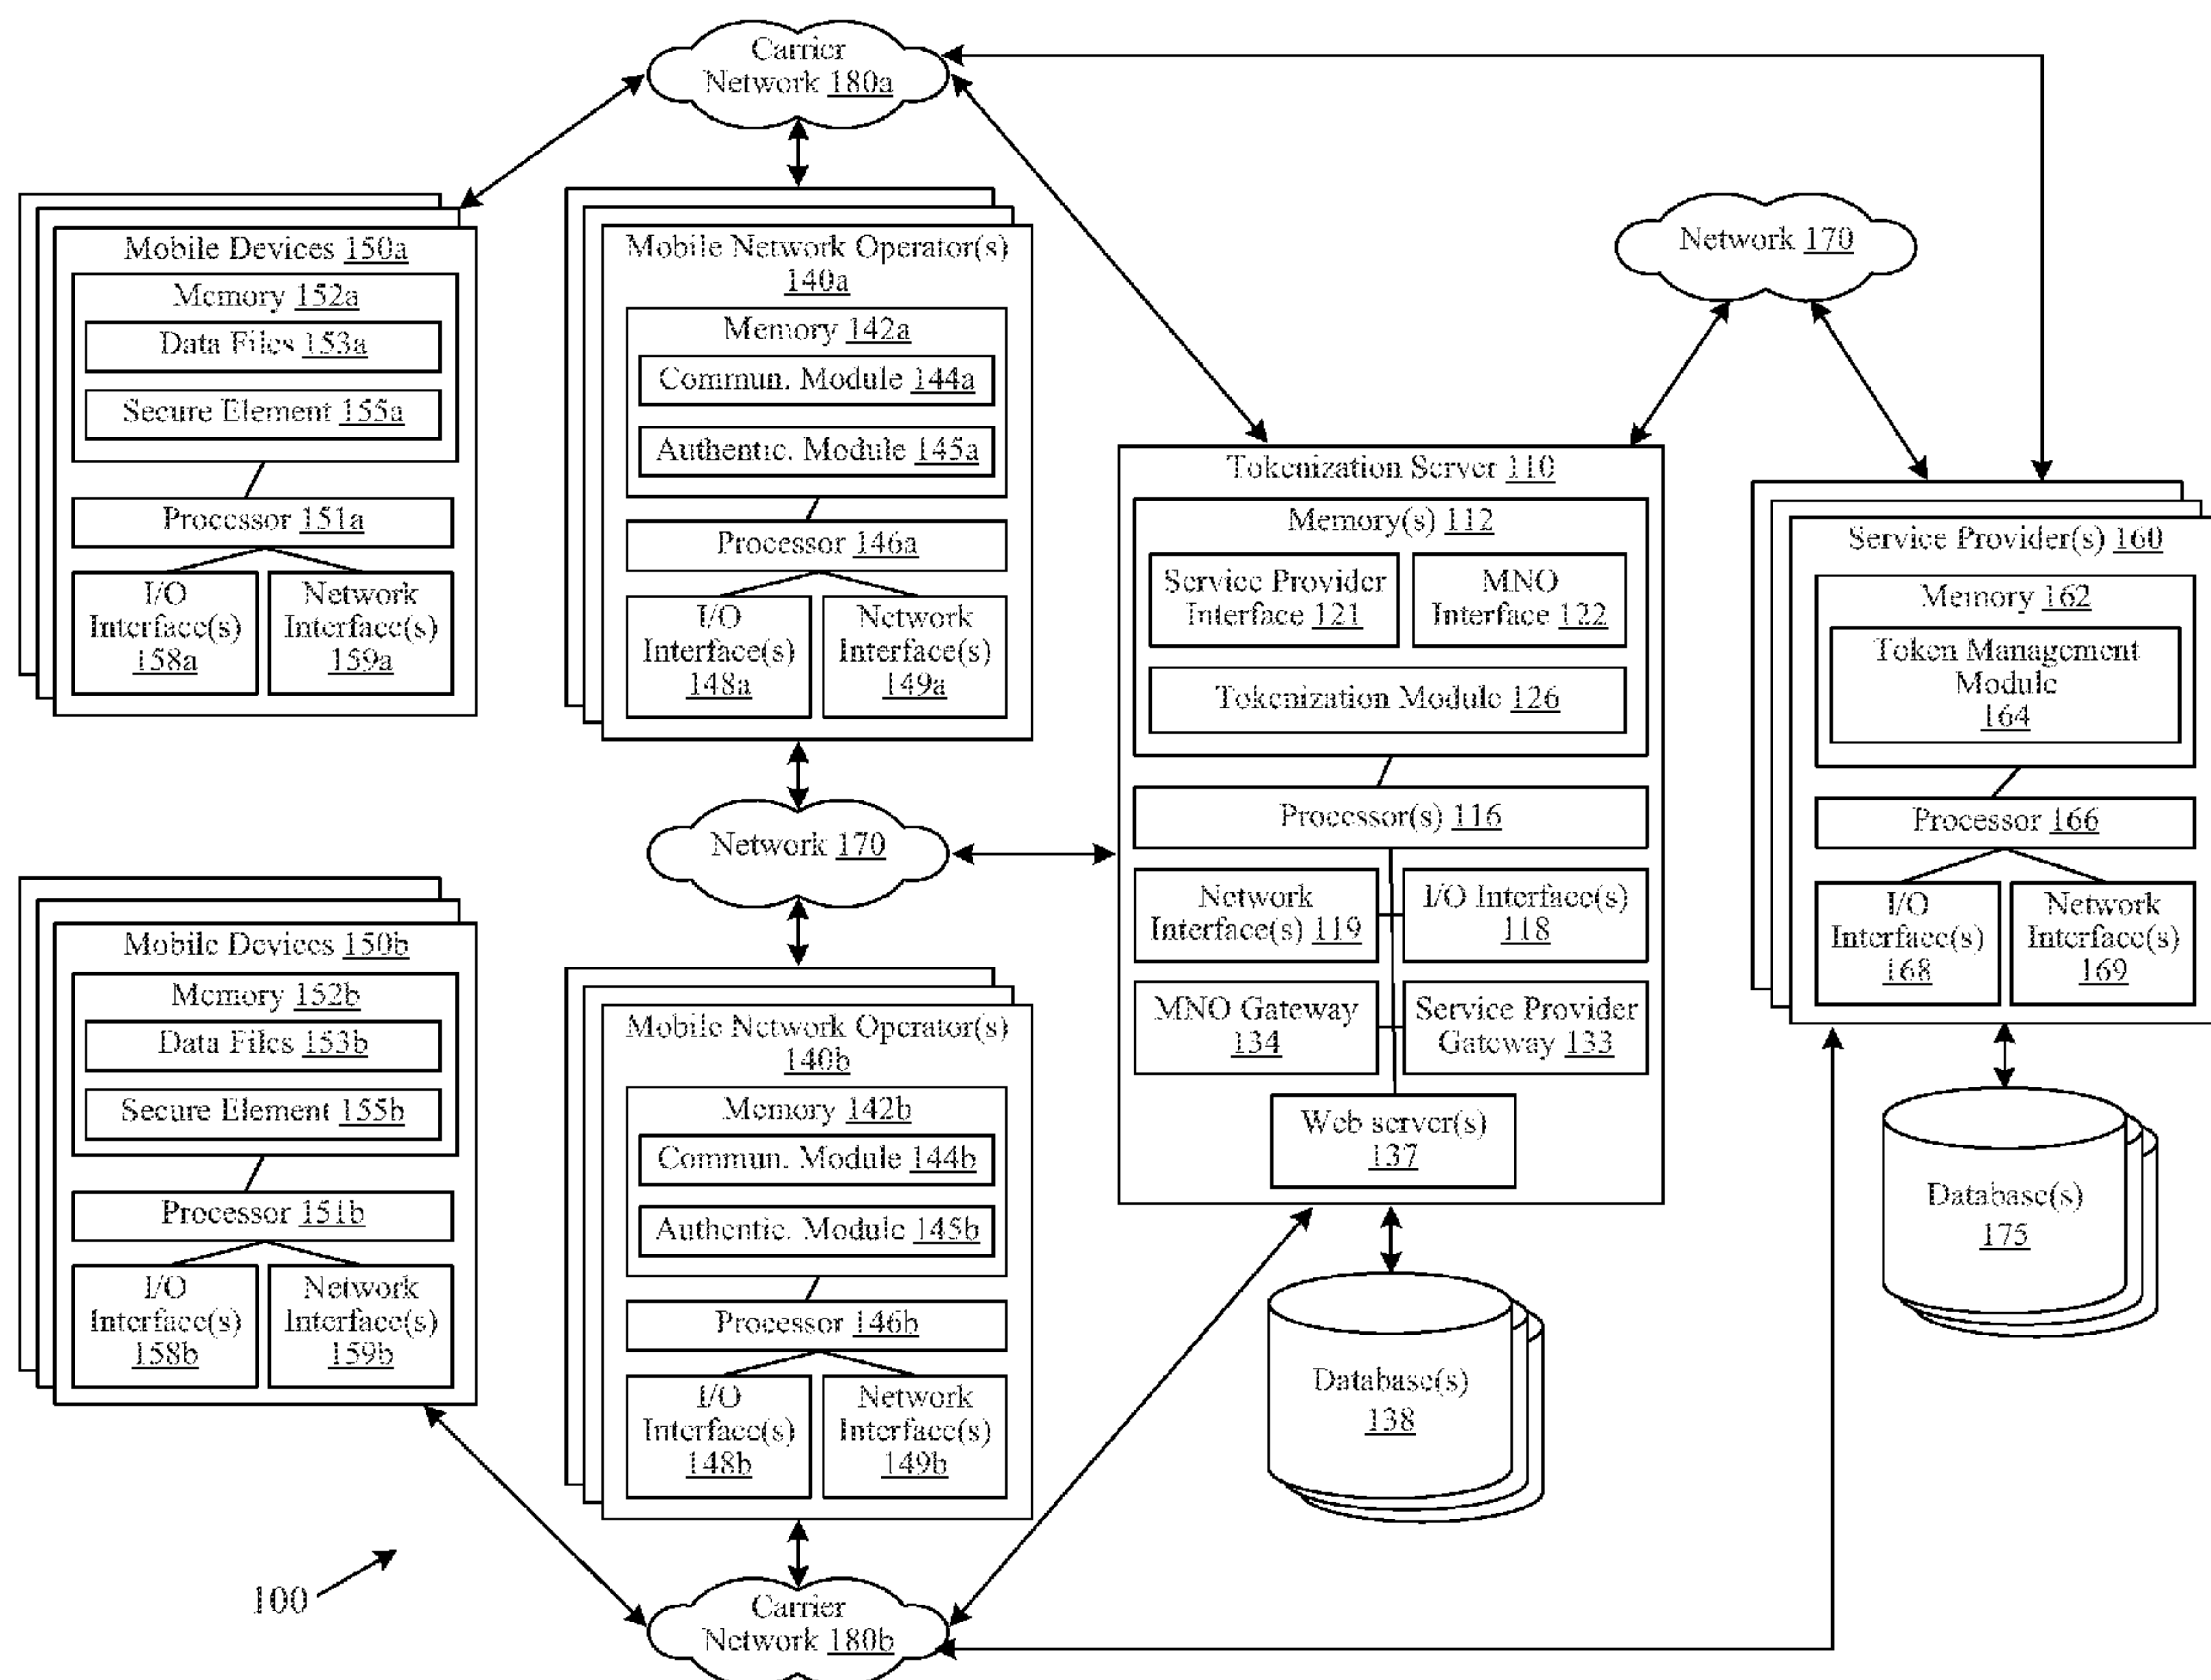 Carrier
Network 180a
Mobile Devices 150a
Memory 152a
Data Files 153a
Secure Element 155a
Processor 151a
I/O
Interface(s)
158a
Network
Interface(s)
159a
Mobile Network Operator(s)
140a
Memory 142a
Commun. Module 144a
Authentic. Module 145a
Processor 146a
I/O
Interface(s)
148a
Network
Interface(s)
149a
Network 170
Tokenization Server 110
Memory(s) 112
Service Provider
Interface 121
MNO
Interface 122
Tokenization Module 126
Processor(s) 116
Network
Interface(s) 119
I/O Interface(s)
118
MNO Gateway
134
Service Provider
Gateway 133
Web server(s)
137
Database(s)
138
Service Provider(s) 160
Memory 162
Token Management
Module
164
Processor 166
I/O
Interface(s)
168
Network
Interface(s)
169
Database(s)
175
Network 170
Mobile Devices 150b
Memory 152b
Data Files 153b
Secure Element 155b
Processor 151b
I/O
Interface(s)
158b
Network
Interface(s)
159b
Mobile Network Operator(s)
140b
Memory 142b
Commun. Module 144b
Authentic. Module 145b
Processor 146b
I/O
Interface(s)
148b
Network
Interface(s)
149b
100
Carrier
Network 180b